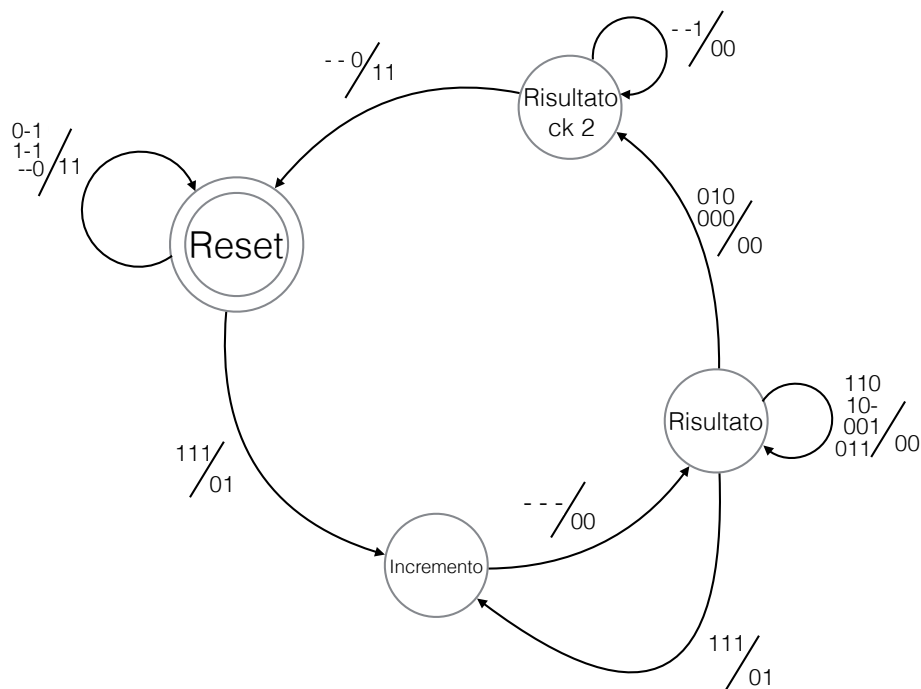 - - 1
00
- - 0
11
Risultato
ck 2
0-1
1-1
--0
11
Reset
010
000
00
110
10-
001
011
00
Risultato
111
01
- - -
00
Incremento
111
01